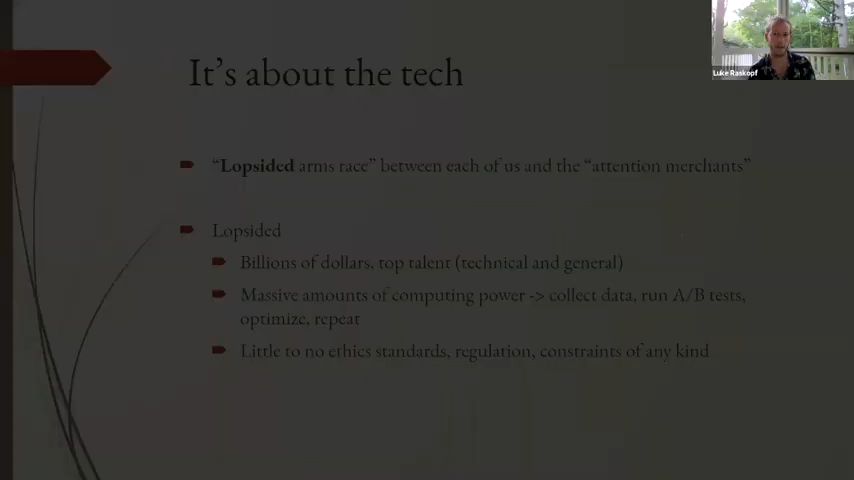 Luke Raskopf
It's about the tech
"Lopsided arms race" between each of us and the "attention merchants"
Lopsided
Billions of dollars, top talent (technical and general)
Massive amounts of computing power -> collect data, run A/B tests,
optimize, repeat
Little to no ethics standards, regulation, constraints of any kind